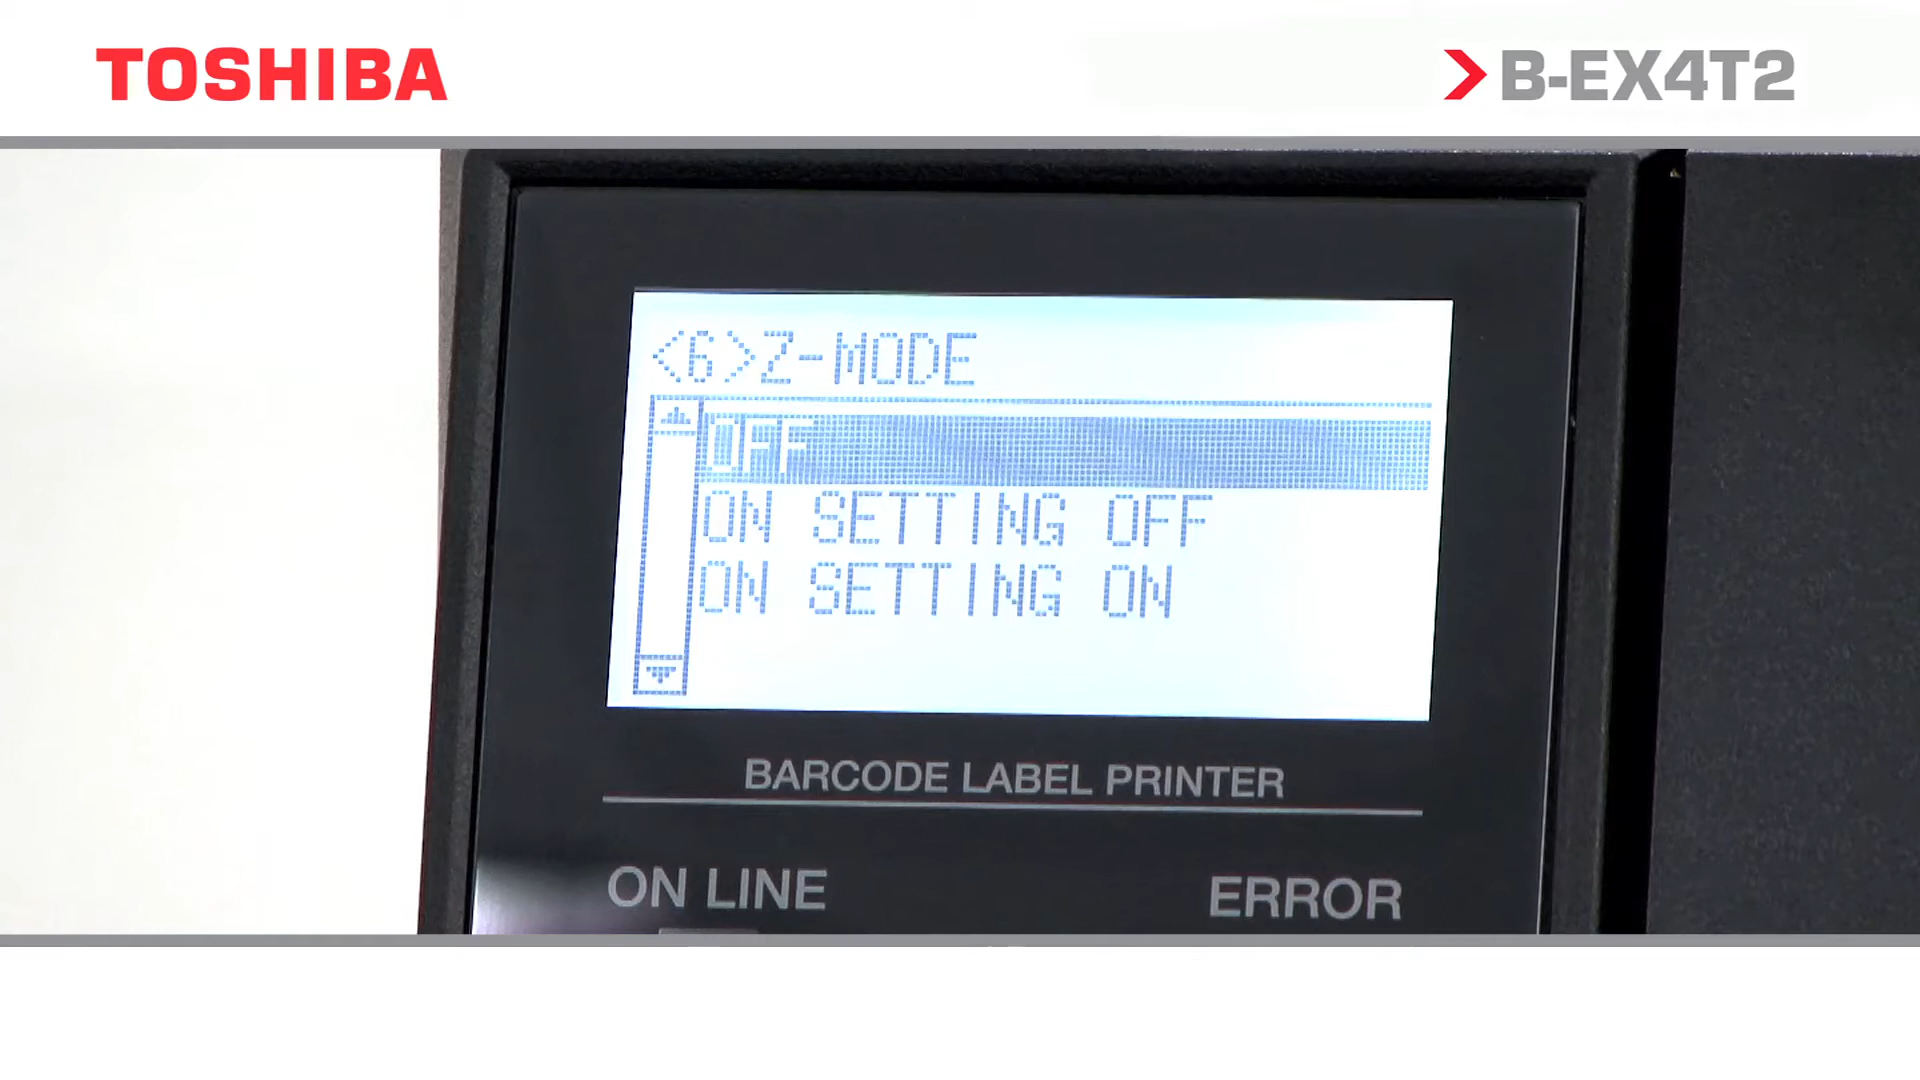 TOSHIBA
B-EX4T2
<6>Z-MODE
OFF
ON SETTING OFF
ON SETTING ON
BARCODE LABEL PRINTER
ON LINE
ERROR